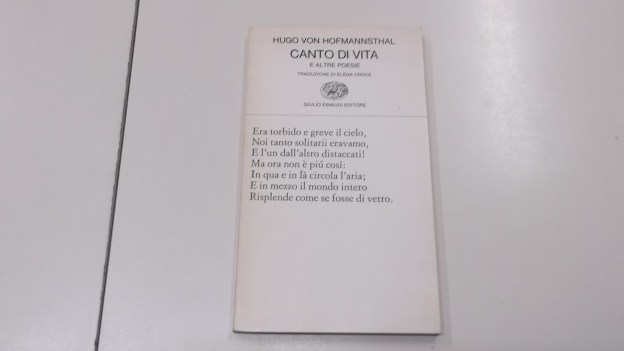 HUGO VON HOFMANNSTHAL
CANTO DI VITA
E ALTRE POESIE
TRADUZIONE DI ELENA CROCE
GIULIO EINAUDI EDITORE
Era torbido e greve il cielo,
Noi tanto solitarii eravamo,
E l'un dall'altro distaccati!
Ma ora non è piú cosí:
In qua e in là circola l'aria;
E in mezzo il mondo intero
Risplende come se fosse di vetro.